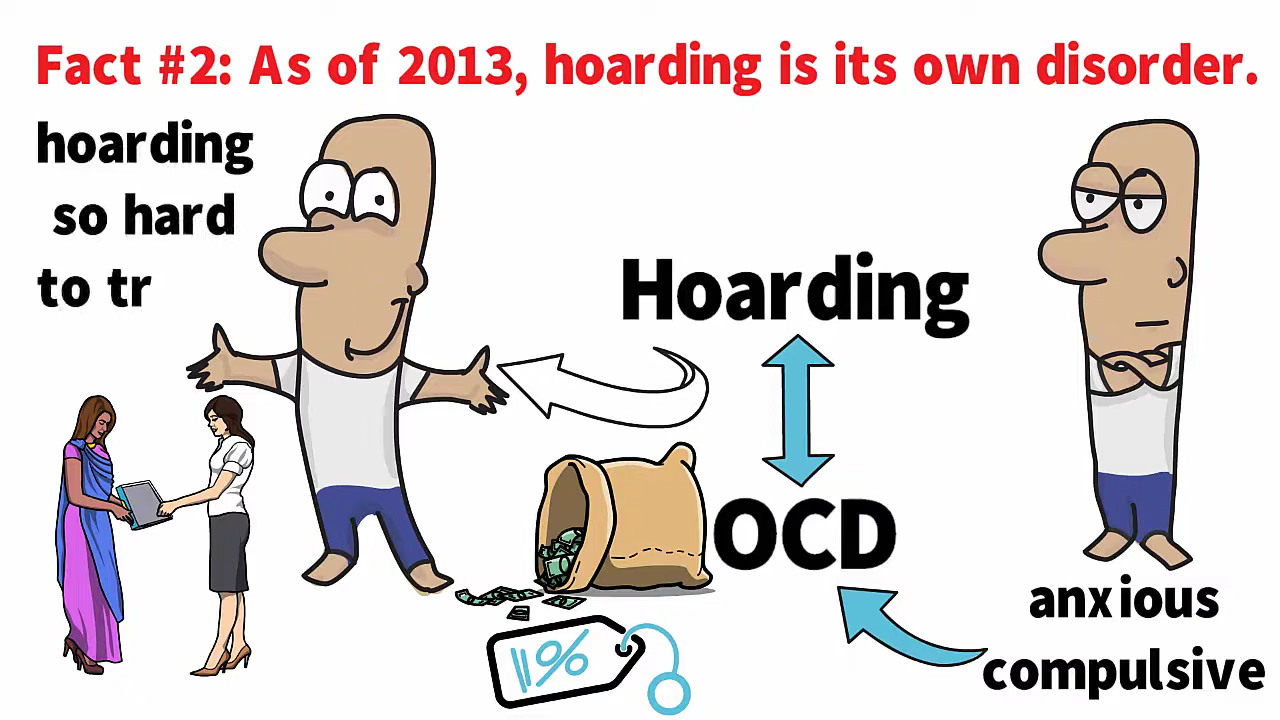 Fact #2: As of 2013, hoarding is its own disorder.
hoarding
so hard
to tr
Hoarding
OCD
anxious
compulsive
%